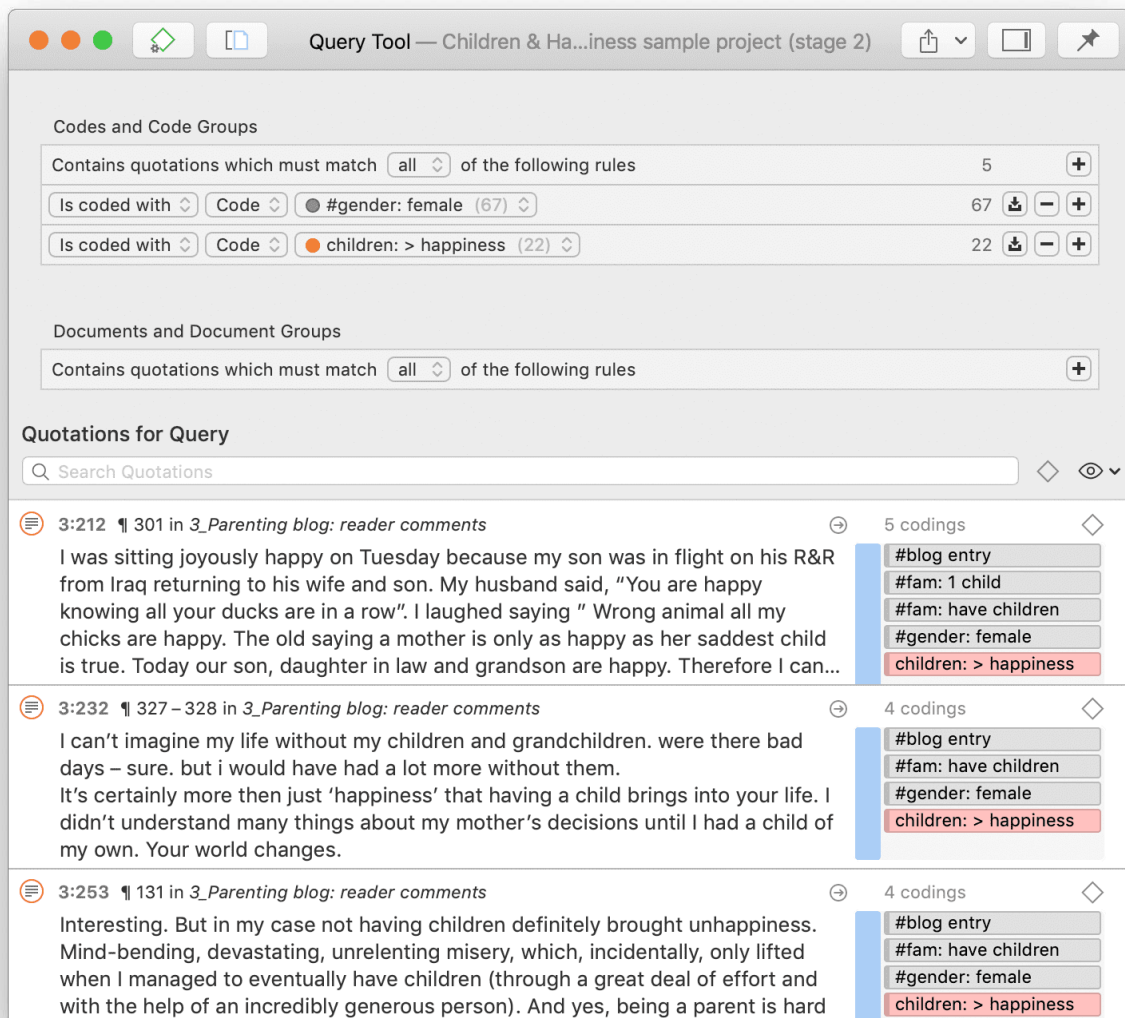 Query Tool — Children & Ha...iness sample project (stage 2)
Codes and Code Groups
Contains quotations which must match all of the following rules 5
Is coded with Code #gender: female (67) 67
Is coded with Code children: > happiness (22) 22
Documents and Document Groups
Contains quotations which must match all of the following rules
Quotations for Query
Search Quotations
3:212 ¶ 301 in 3_Parenting blog: reader comments
I was sitting joyously happy on Tuesday because my son was in flight on his R&R
from Iraq returning to his wife and son. My husband said, “You are happy
knowing all your ducks are in a row”. I laughed saying ” Wrong animal all my
chicks are happy. The old saying a mother is only as happy as her saddest child
is true. Today our son, daughter in law and grandson are happy. Therefore I can...
5 codings
#blog entry
#fam: 1 child
#fam: have children
#gender: female
children: > happiness
3:232 ¶ 327 – 328 in 3_Parenting blog: reader comments
I can’t imagine my life without my children and grandchildren. were there bad
days – sure. but i would have had a lot more without them.
It’s certainly more then just ‘happiness’ that having a child brings into your life. I
didn’t understand many things about my mother’s decisions until I had a child of
my own. Your world changes.
4 codings
#blog entry
#fam: have children
#gender: female
children: > happiness
3:253 ¶ 131 in 3_Parenting blog: reader comments
Interesting. But in my case not having children definitely brought unhappiness.
Mind-bending, devastating, unrelenting misery, which, incidentally, only lifted
when I managed to eventually have children (through a great deal of effort and
with the help of an incredibly generous person). And yes, being a parent is hard
4 codings
#blog entry
#fam: have children
#gender: female
children: > happiness